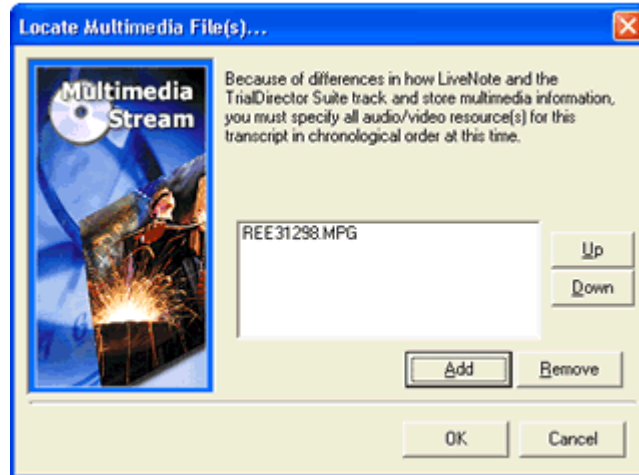 Locate Multimedia File(s)...
Multimedia
Stream
Because of differences in how LiveNote and the
TrialDirector Suite track and store multimedia information,
you must specify all audio/video resource(s) for this
transcript in chronological order at this time.
REE31298.MPG
Up
Down
Add
Remove
OK
Cancel